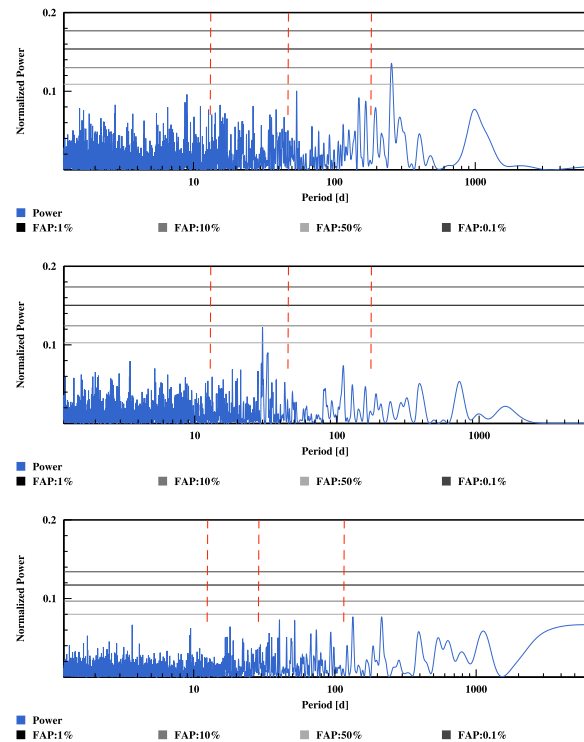 0.2
0.1
Normalized Power
10 100 1000
Period [d]
Power
FAP:1% FAP:10% FAP:50% FAP:0.1%
0.2
0.1
Normalized Power
10 100 1000
Period [d]
Power
FAP:1% FAP:10% FAP:50% FAP:0.1%
0.2
0.1
Normalized Power
10 100 1000
Period [d]
Power
FAP:1% FAP:10% FAP:50% FAP:0.1%